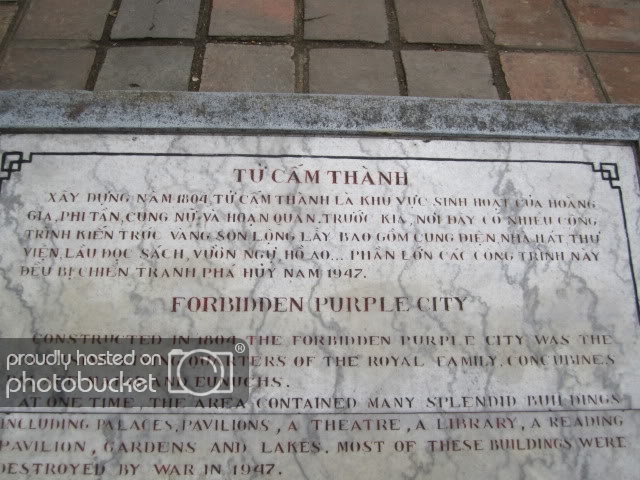 TỬ CẤM THÀNH
XÂY DỰNG NĂM 1804, TỬ CẤM THÀNH LÀ KHU VỰC SINH HOẠT CỦA HOÀNG
GIA, PHI TẦN, CUNG NỮ VÀ HOẠN QUAN. TRƯỚC KIA, NƠI ĐÂY CÓ NHIỀU CÔNG
TRÌNH KIẾN TRÚC VÀNG SON LỘNG LẪY BAO GỒM CUNG ĐIỆN, NHÀ HÁT, THƯ
VIỆN, LẦU ĐỌC SÁCH, VƯỜN NGỰ, HỒ AO... PHẦN LỚN CÁC CÔNG TRÌNH NÀY
ĐỀU BỊ CHIẾN TRANH PHÁ HỦY NĂM 1947.
FORBIDDEN PURPLE CITY
CONSTRUCTED IN 1804, THE FORBIDDEN PURPLE CITY WAS THE
OF THE ROYAL FAMILY, CONCUBINES
AND EUNUCHS.
AT ONE TIME, THE AREA CONTAINED MANY SPLENDID BUILDINGS
INCLUDING PALACES, PAVILIONS, A THEATRE, A LIBRARY, A READING
PAVILION, GARDENS AND LAKES. MOST OF THESE BUILDINGS WERE
DESTROYED BY WAR IN 1947.
proudly hosted on
photobucket®